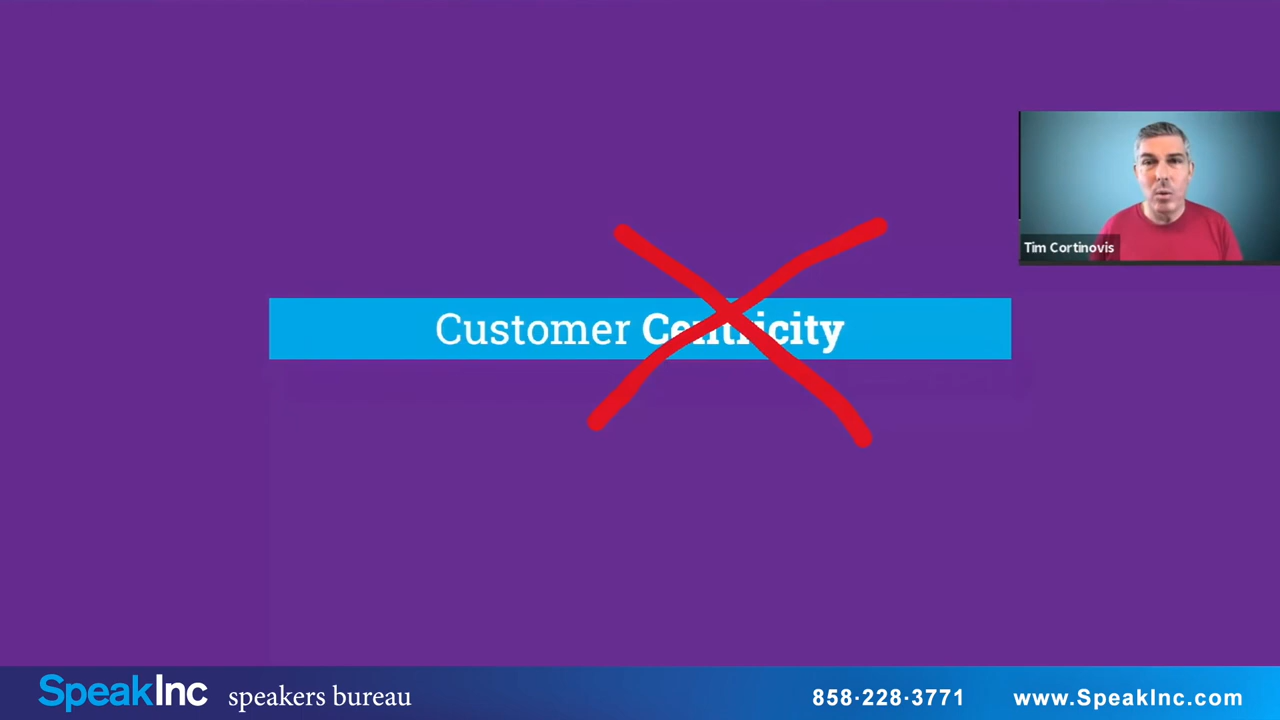 Tim Cortinovis
Customer Centricity
SpeakInc speakers bureau
858·228·3771
www.SpeakInc.com